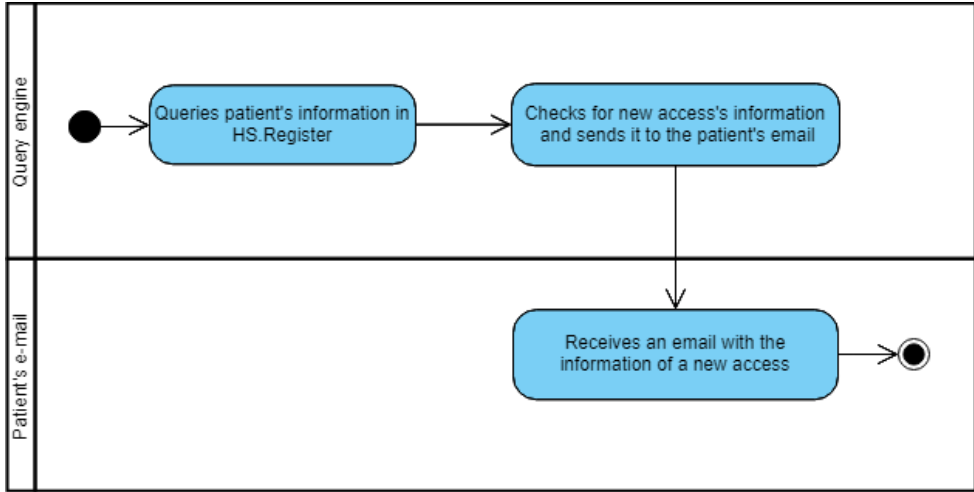 Query engine
Queries patient's information in
HS.Register
Checks for new access's information
and sends it to the patient's email
Patient's e-mail
Receives an email with the
information of a new access